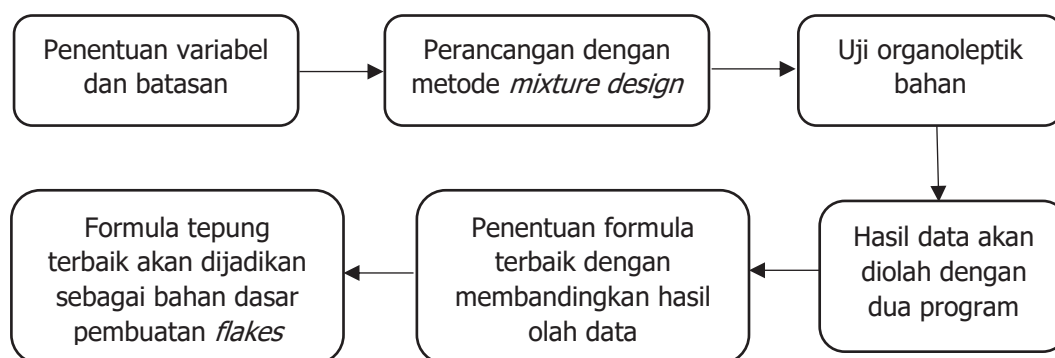 Penentuan variabel
dan batasan
Perancangan dengan
metode mixture design
Uji organoleptik
bahan
Hasil data akan
diolah dengan
dua program
Penentuan formula
terbaik dengan
membandingkan hasil
olah data
Formula tepung
terbaik akan dijadikan
sebagai bahan dasar
pembuatan flakes